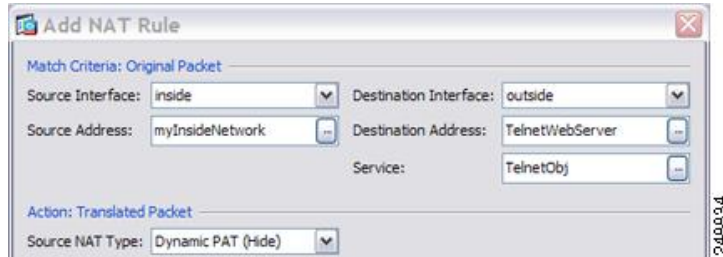 Add NAT Rule
Match Criteria: Original Packet
Source Interface: inside Destination Interface: outside
Source Address: myInsideNetwork ... Destination Address: TelnetWebServer ...
Service: TelnetObj ...
Action: Translated Packet
Source NAT Type: Dynamic PAT (Hide)
248834